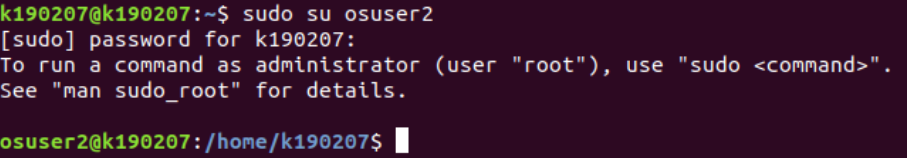 k190207@k190207:~$ sudo su osuser2
[sudo] password for k190207:
To run a command as administrator (user "root"), use "sudo <command>".
See "man sudo_root" for details.
osuser2@k190207:/home/k190207$